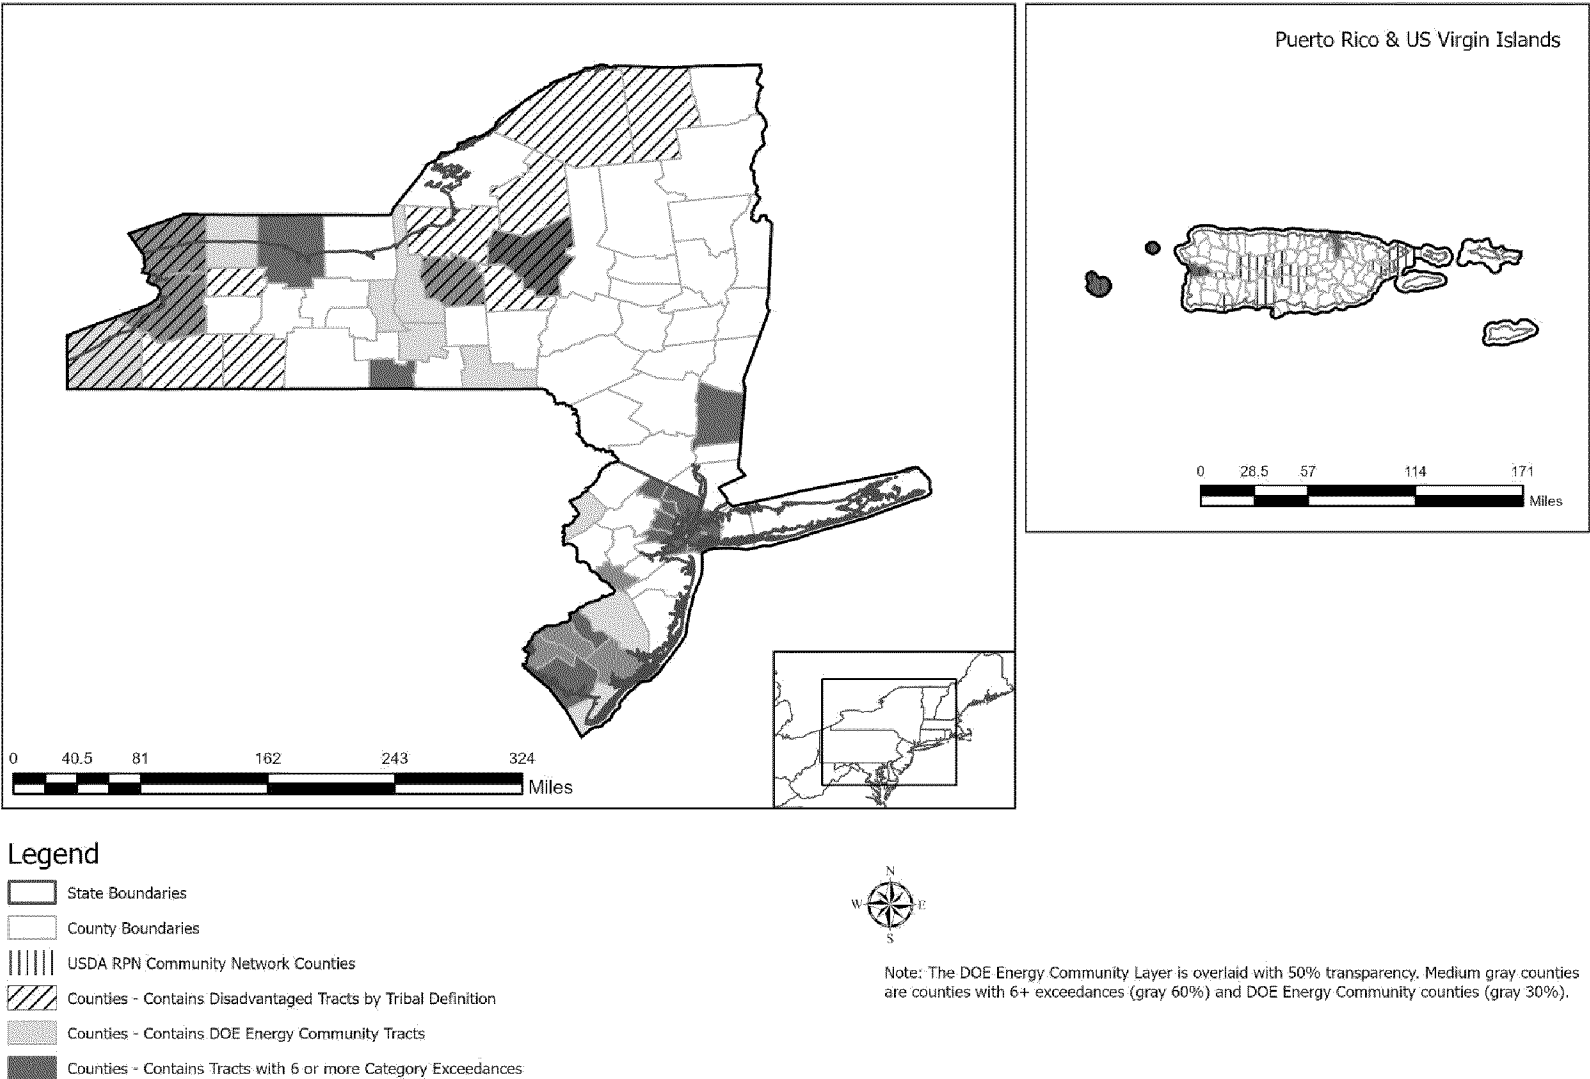 Puerto Rico & US Virgin Islands
0 28.5 57 114 171
Miles
0 40.5 81 162 243 324
Miles
Legend
State Boundaries
County Boundaries
USDA RPN Community Network Counties
Counties - Contains Disadvantaged Tracts by Tribal Definition
Counties - Contains DOE Energy Community Tracts
Counties - Contains Tracts with 6 or more Category Exceedances
N
W E
S
Note: The DOE Energy Community Layer is overlaid with 50% transparency. Medium gray counties
are counties with 6+ exceedances (gray 60%) and DOE Energy Community counties (gray 30%).